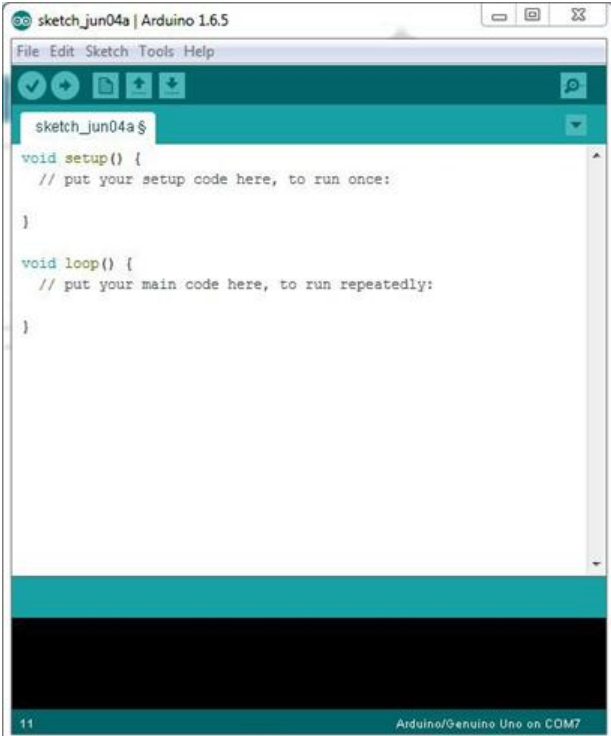 sketch_jun04a | Arduino 1.6.5
File Edit Sketch Tools Help
sketch_jun04a §
void setup() {
  // put your setup code here, to run once:
}
void loop() {
  // put your main code here, to run repeatedly:
}
11
Arduino/Genuino Uno on COM7